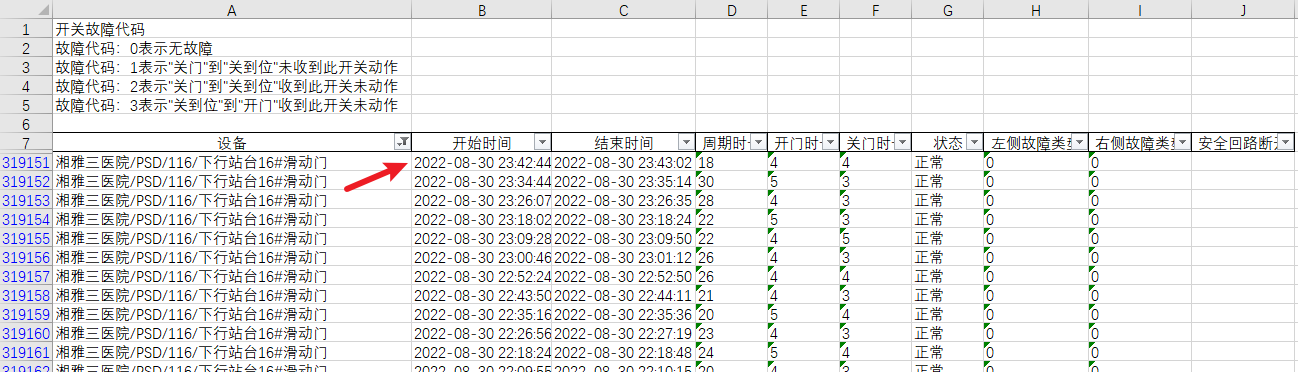 A B C D E F G H I J
1 开关故障代码
2 故障代码：0表示无故障
3 故障代码：1表示"关门"到"关到位"未收到此开关动作
4 故障代码：2表示"关门"到"关到位"收到此开关未动作
5 故障代码：3表示"关到位"到"开门"收到此开关未动作
6
7 设备 开始时间 结束时间 周期时 开门时 关门时 状态 左侧故障类 右侧故障类 安全回路断
319151 湘雅三医院/PSD/116/下行站台16#滑动门 2022-08-30 23:42:44 2022-08-30 23:43:02 18 4 4 正常 0 0
319152 湘雅三医院/PSD/116/下行站台16#滑动门 2022-08-30 23:34:44 2022-08-30 23:35:14 30 5 3 正常 0 0
319153 湘雅三医院/PSD/116/下行站台16#滑动门 2022-08-30 23:26:07 2022-08-30 23:26:35 28 4 3 正常 0 0
319154 湘雅三医院/PSD/116/下行站台16#滑动门 2022-08-30 23:18:02 2022-08-30 23:18:24 22 5 3 正常 0 0
319155 湘雅三医院/PSD/116/下行站台16#滑动门 2022-08-30 23:09:28 2022-08-30 23:09:50 22 4 5 正常 0 0
319156 湘雅三医院/PSD/116/下行站台16#滑动门 2022-08-30 23:00:46 2022-08-30 23:01:12 26 4 3 正常 0 0
319157 湘雅三医院/PSD/116/下行站台16#滑动门 2022-08-30 22:52:24 2022-08-30 22:52:50 26 4 4 正常 0 0
319158 湘雅三医院/PSD/116/下行站台16#滑动门 2022-08-30 22:43:50 2022-08-30 22:44:11 21 4 3 正常 0 0
319159 湘雅三医院/PSD/116/下行站台16#滑动门 2022-08-30 22:35:16 2022-08-30 22:35:36 20 5 4 正常 0 0
319160 湘雅三医院/PSD/116/下行站台16#滑动门 2022-08-30 22:26:56 2022-08-30 22:27:19 23 4 3 正常 0 0
319161 湘雅三医院/PSD/116/下行站台16#滑动门 2022-08-30 22:18:24 2022-08-30 22:18:48 24 5 4 正常 0 0
319162 湘雅三医院/PSD/116/下行站台16#滑动门 2022-08-30 22:09:55 2022-08-30 22:10:15 20 4 3 正常 0 0